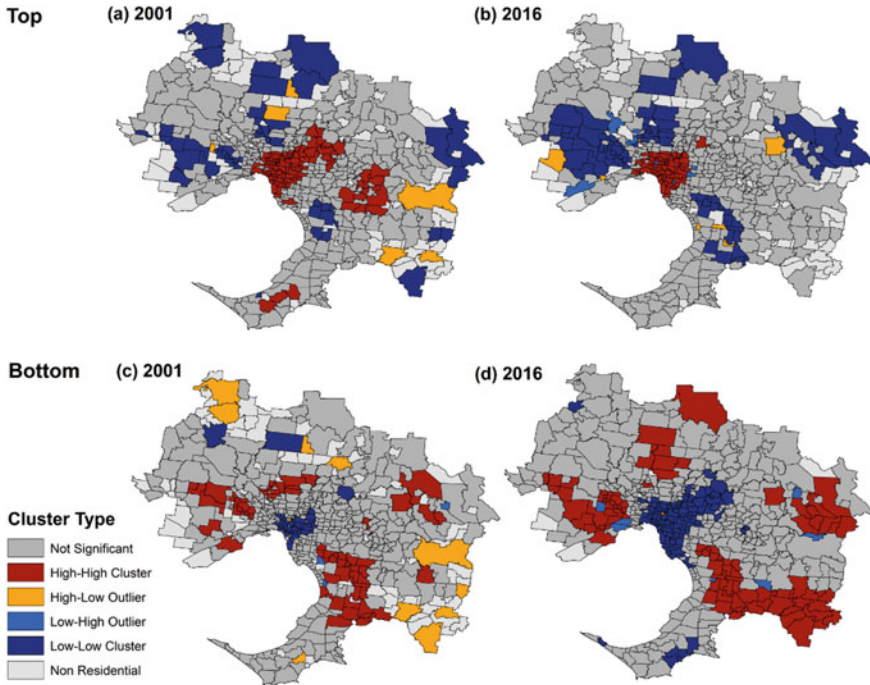 Top
(a) 2001
(b) 2016
Bottom
(c) 2001
(d) 2016
Cluster Type
Not Significant
High-High Cluster
High-Low Outlier
Low-High Outlier
Low-Low Cluster
Non Residential